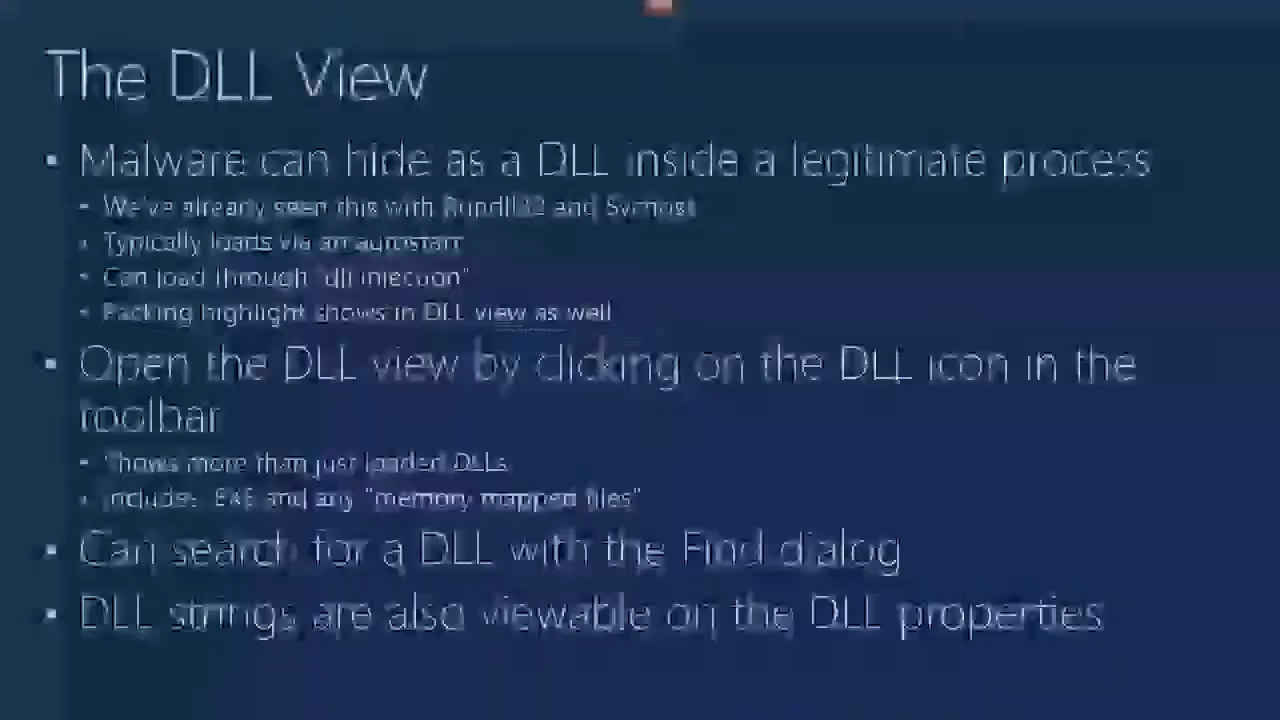 The DLL View
• Malware can hide as a DLL inside a legitimate process
• We've already seen this with Rundll32 and Svchost
• Typically loads via an autostart
• Can load through "dll injection"
• Packing highlight shows in DLL view as well
• Open the DLL view by clicking on the DLL icon in the
toolbar
• Shows more than just loaded DLLs
• Includes .EXE and any "memory mapped files"
• Can search for a DLL with the Find dialog
• DLL strings are also viewable on the DLL properties